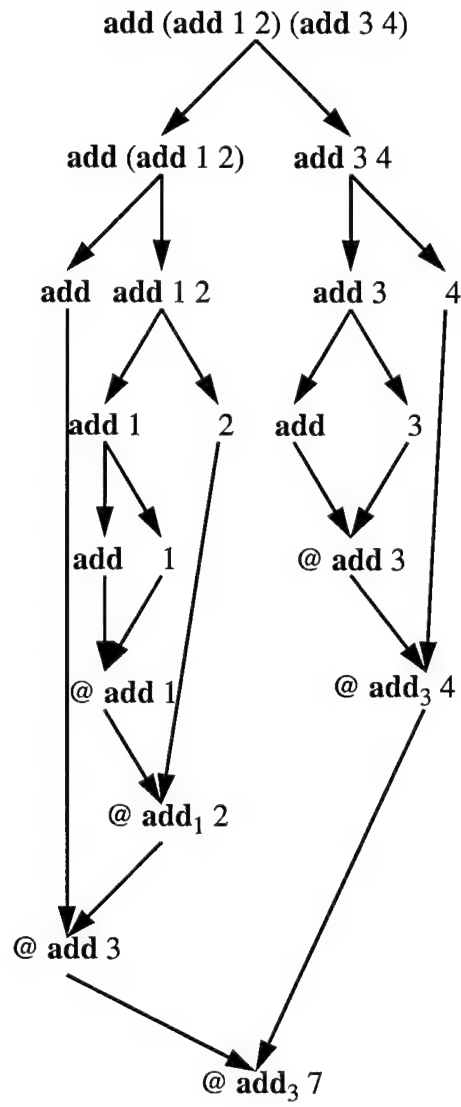 add (add 1 2) (add 3 4)
add (add 1 2) add 3 4
add add 1 2 add 3 4
add 1 2 add 3
add 1 @ add 3
@ add 1 @ add₃ 4
@ add₁ 2
@ add 3
@ add₃ 7